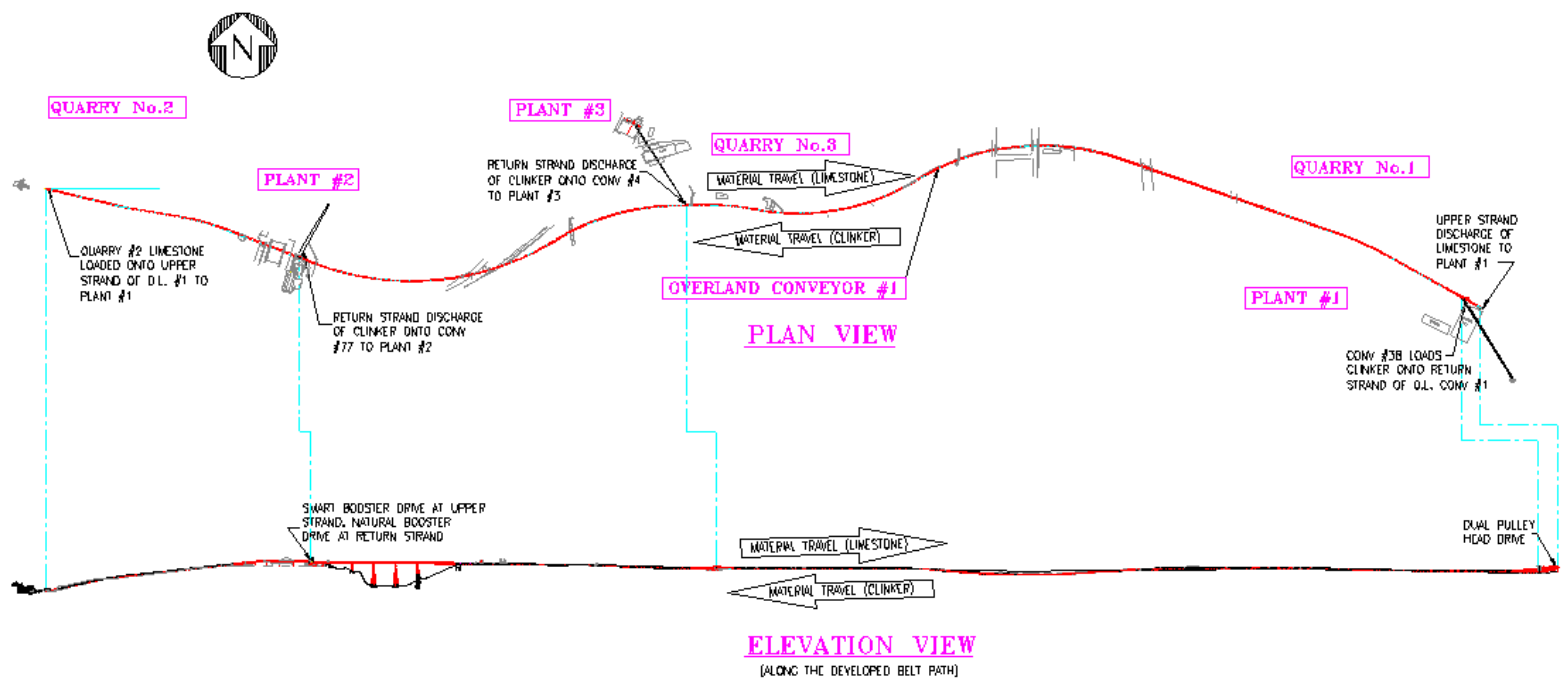 N
QUARRY No.2
PLANT #3
QUARRY No.3
RETURN STRAND DISCHARGE
OF CLINKER ONTO CONV #4
TO PLANT #3
MATERIAL TRAVEL (LIMESTONE)
QUARRY No.1
PLANT #2
UPPER STRAND
DISCHARGE OF
LIMESTONE TO
PLANT #1
MATERIAL TRAVEL (CLINKER)
QUARRY #2 LIMESTONE
LOADED ONTO UPPER
STRAND OF O.L. #1 TO
PLANT #1
OVERLAND CONVEYOR #1
PLANT #1
RETURN STRAND DISCHARGE
OF CLINKER ONTO CONV
#77 TO PLANT #2
PLAN VIEW
CONV #38 LOADS
CLINKER ONTO RETURN
STRAND OF O.L. CONV #1
SMART BOOSTER DRIVE AT UPPER
STRAND. NATURAL BOOSTER
DRIVE AT RETURN STRAND
DUAL PULLEY
HEAD DRIVE
MATERIAL TRAVEL (LIMESTONE)
MATERIAL TRAVEL (CLINKER)
ELEVATION VIEW
(ALONG THE DEVELOPED BELT PATH)